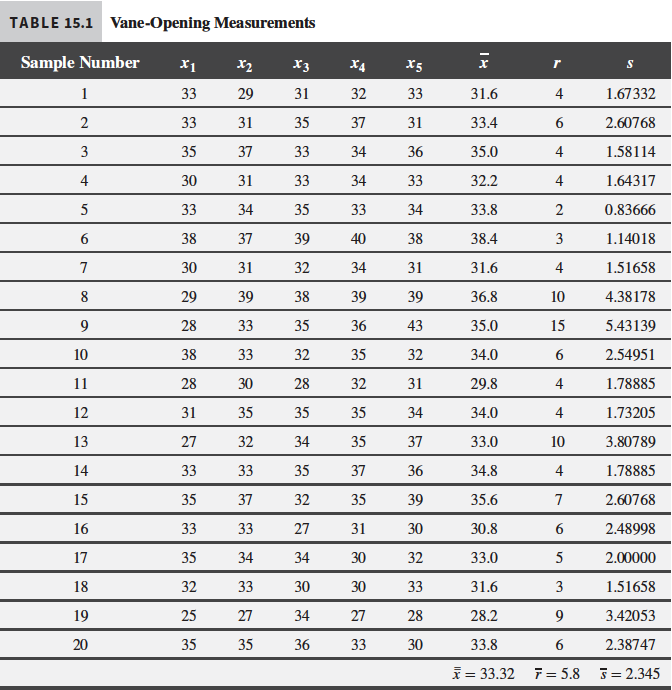 TABLE 15.1 Vane-Opening Measurements
Sample Number x1 x2 x3 x4 x5 x̄ r s
1 33 29 31 32 33 31.6 4 1.67332
2 33 31 35 37 31 33.4 6 2.60768
3 35 37 33 34 36 35.0 4 1.58114
4 30 31 33 34 33 32.2 4 1.64317
5 33 34 35 33 34 33.8 2 0.83666
6 38 37 39 40 38 38.4 3 1.14018
7 30 31 32 34 31 31.6 4 1.51658
8 29 39 38 39 39 36.8 10 4.38178
9 28 33 35 36 43 35.0 15 5.43139
10 38 33 32 35 32 34.0 6 2.54951
11 28 30 28 32 31 29.8 4 1.78885
12 31 35 35 35 34 34.0 4 1.73205
13 27 32 34 35 37 33.0 10 3.80789
14 33 33 35 37 36 34.8 4 1.78885
15 35 37 32 35 39 35.6 7 2.60768
16 33 33 27 31 30 30.8 6 2.48998
17 35 34 34 30 32 33.0 5 2.00000
18 32 33 30 30 33 31.6 3 1.51658
19 25 27 34 27 28 28.2 9 3.42053
20 35 35 36 33 30 33.8 6 2.38747
x̿ = 33.32 r̄ = 5.8 s̄ = 2.345